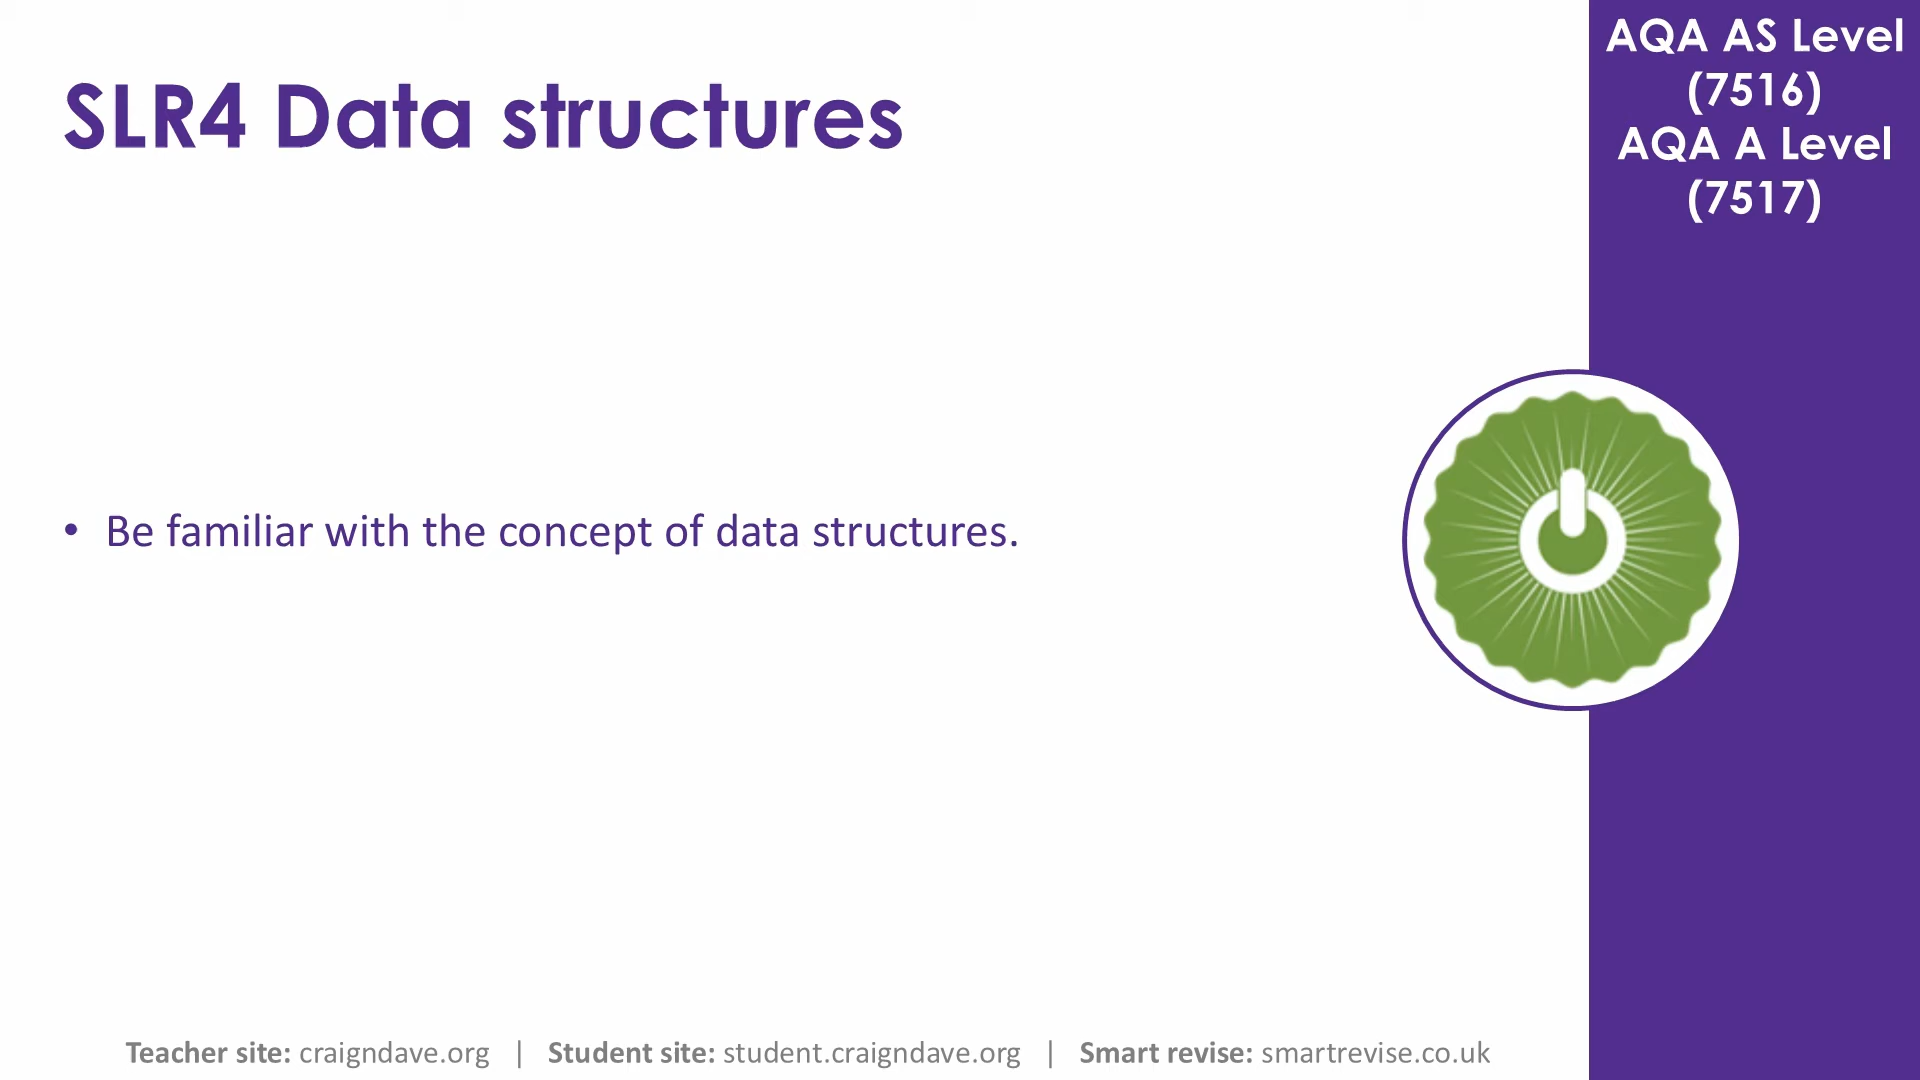 SLR4 Data structures
AQA AS Level
(7516)
AQA A Level
(7517)
• Be familiar with the concept of data structures.
Teacher site: craigndave.org | Student site: student.craigndave.org | Smart revise: smartrevise.co.uk